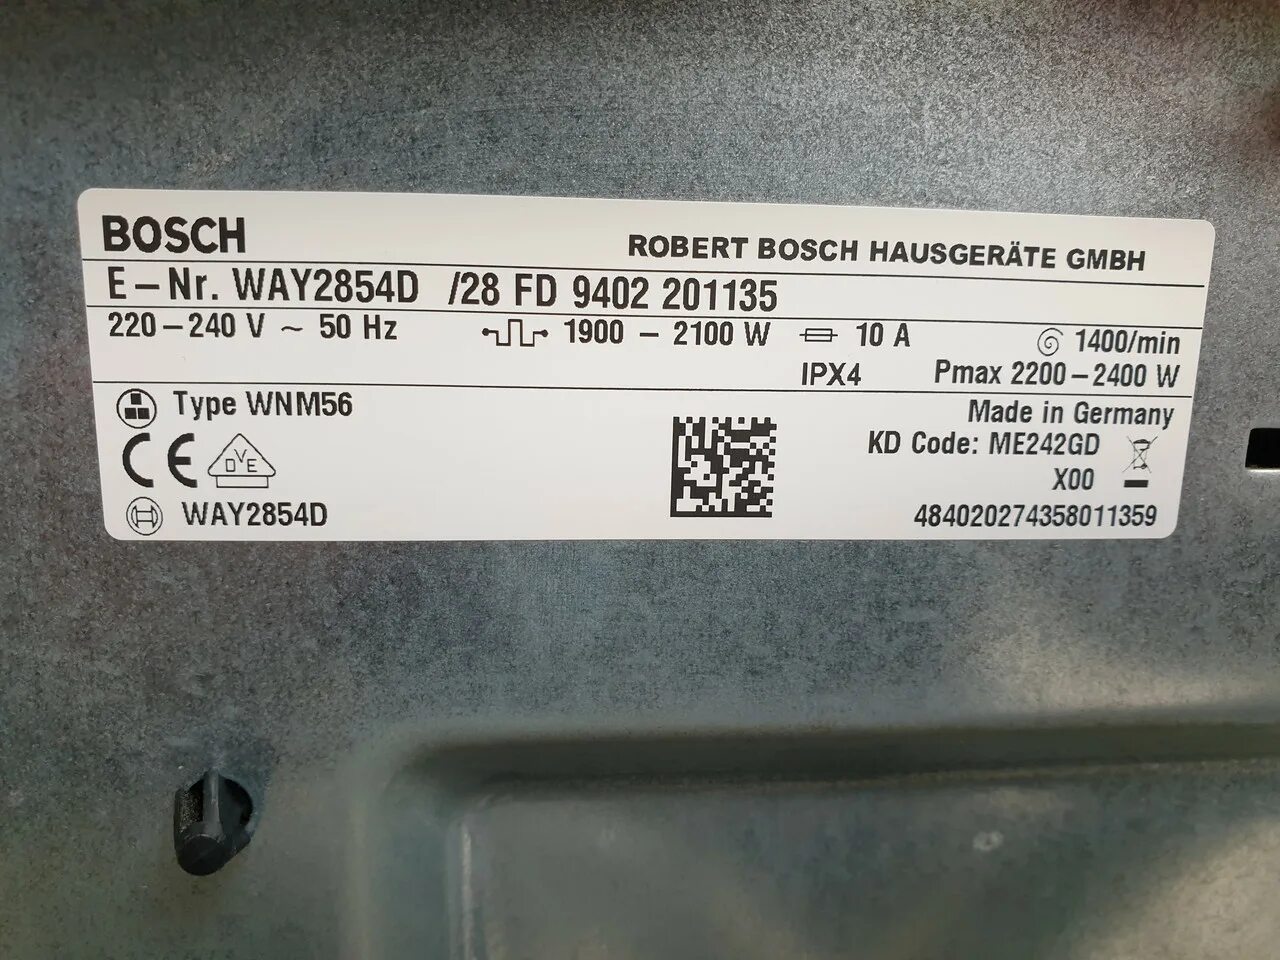 BOSCH
ROBERT BOSCH HAUSGERÄTE GMBH
E-Nr. WAY2854D /28 FD 9402 201135
220-240 V ~ 50 Hz 1900 - 2100 W 10 A 1400/min
IPX4 Pmax 2200-2400 W
Type WNM56
Made in Germany
KD Code: ME242GD
CE DVE
X00
WAY2854D
484020274358011359